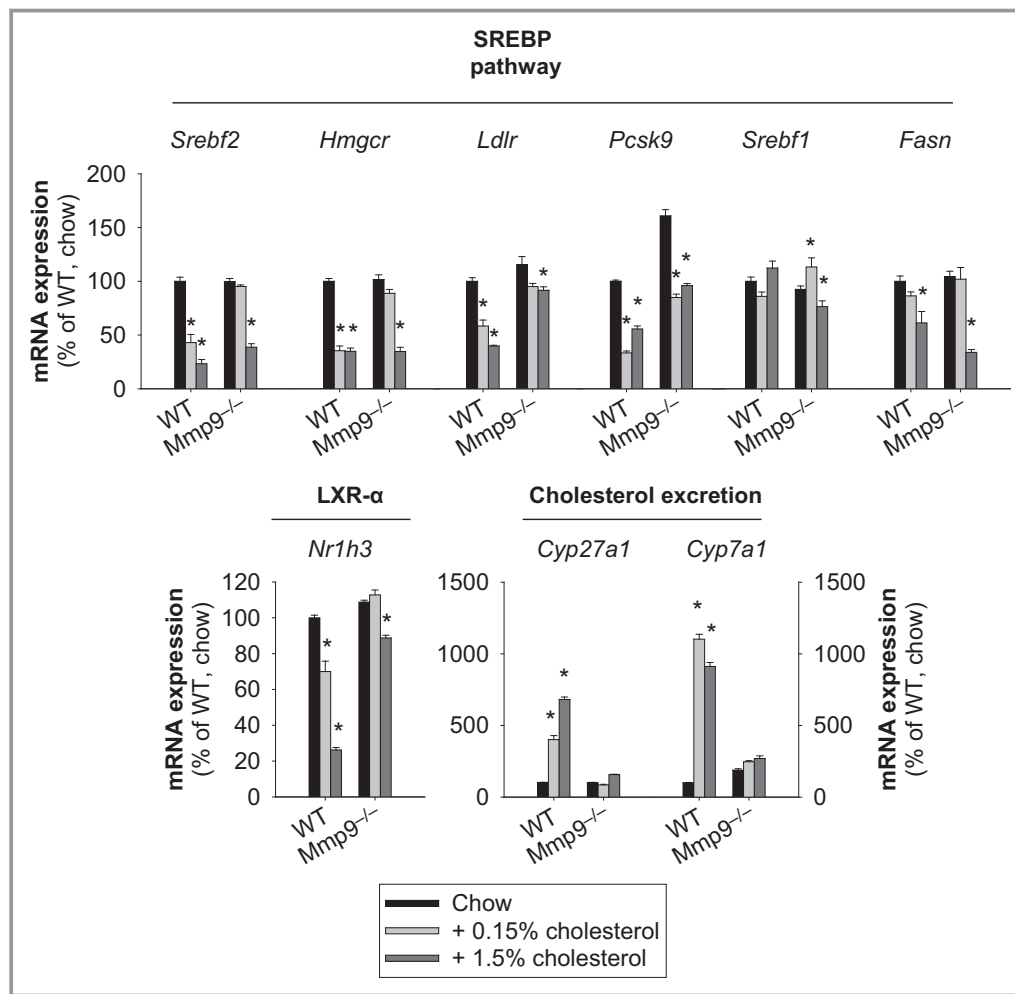 SREBP
pathway
Srebf2 Hmgcr Ldlr Pcsk9 Srebf1 Fasn
mRNA expression
(% of WT, chow)
200
150
100
50
0
* * * * * * * * * * * * * * * * *
WT Mmp9–/– WT Mmp9–/– WT Mmp9–/– WT Mmp9–/– WT Mmp9–/– WT Mmp9–/–
LXR-α Cholesterol excretion
Nr1h3 Cyp27a1 Cyp7a1
mRNA expression
(% of WT, chow)
120
100
80
60
40
20
0
* * *
WT Mmp9–/–
1500
1000
500
0
* * * *
WT Mmp9–/– WT Mmp9–/–
1500
1000
500
0
mRNA expression
(% of WT, chow)
Chow
+ 0.15% cholesterol
+ 1.5% cholesterol